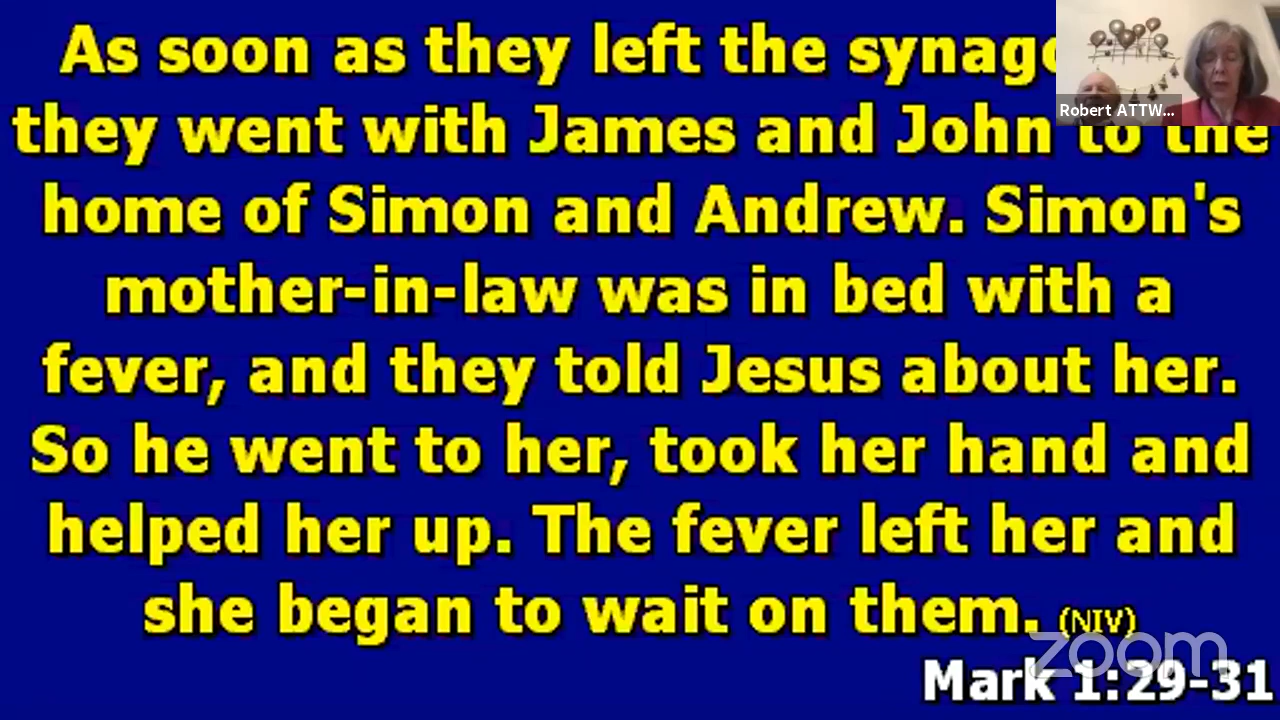 As soon as they left the synago
they went with James and John to the
home of Simon and Andrew. Simon's
mother-in-law was in bed with a
fever, and they told Jesus about her.
So he went to her, took her hand and
helped her up. The fever left her and
she began to wait on them. (NIV)
Mark 1:29-31
Robert ATTW...
zoom